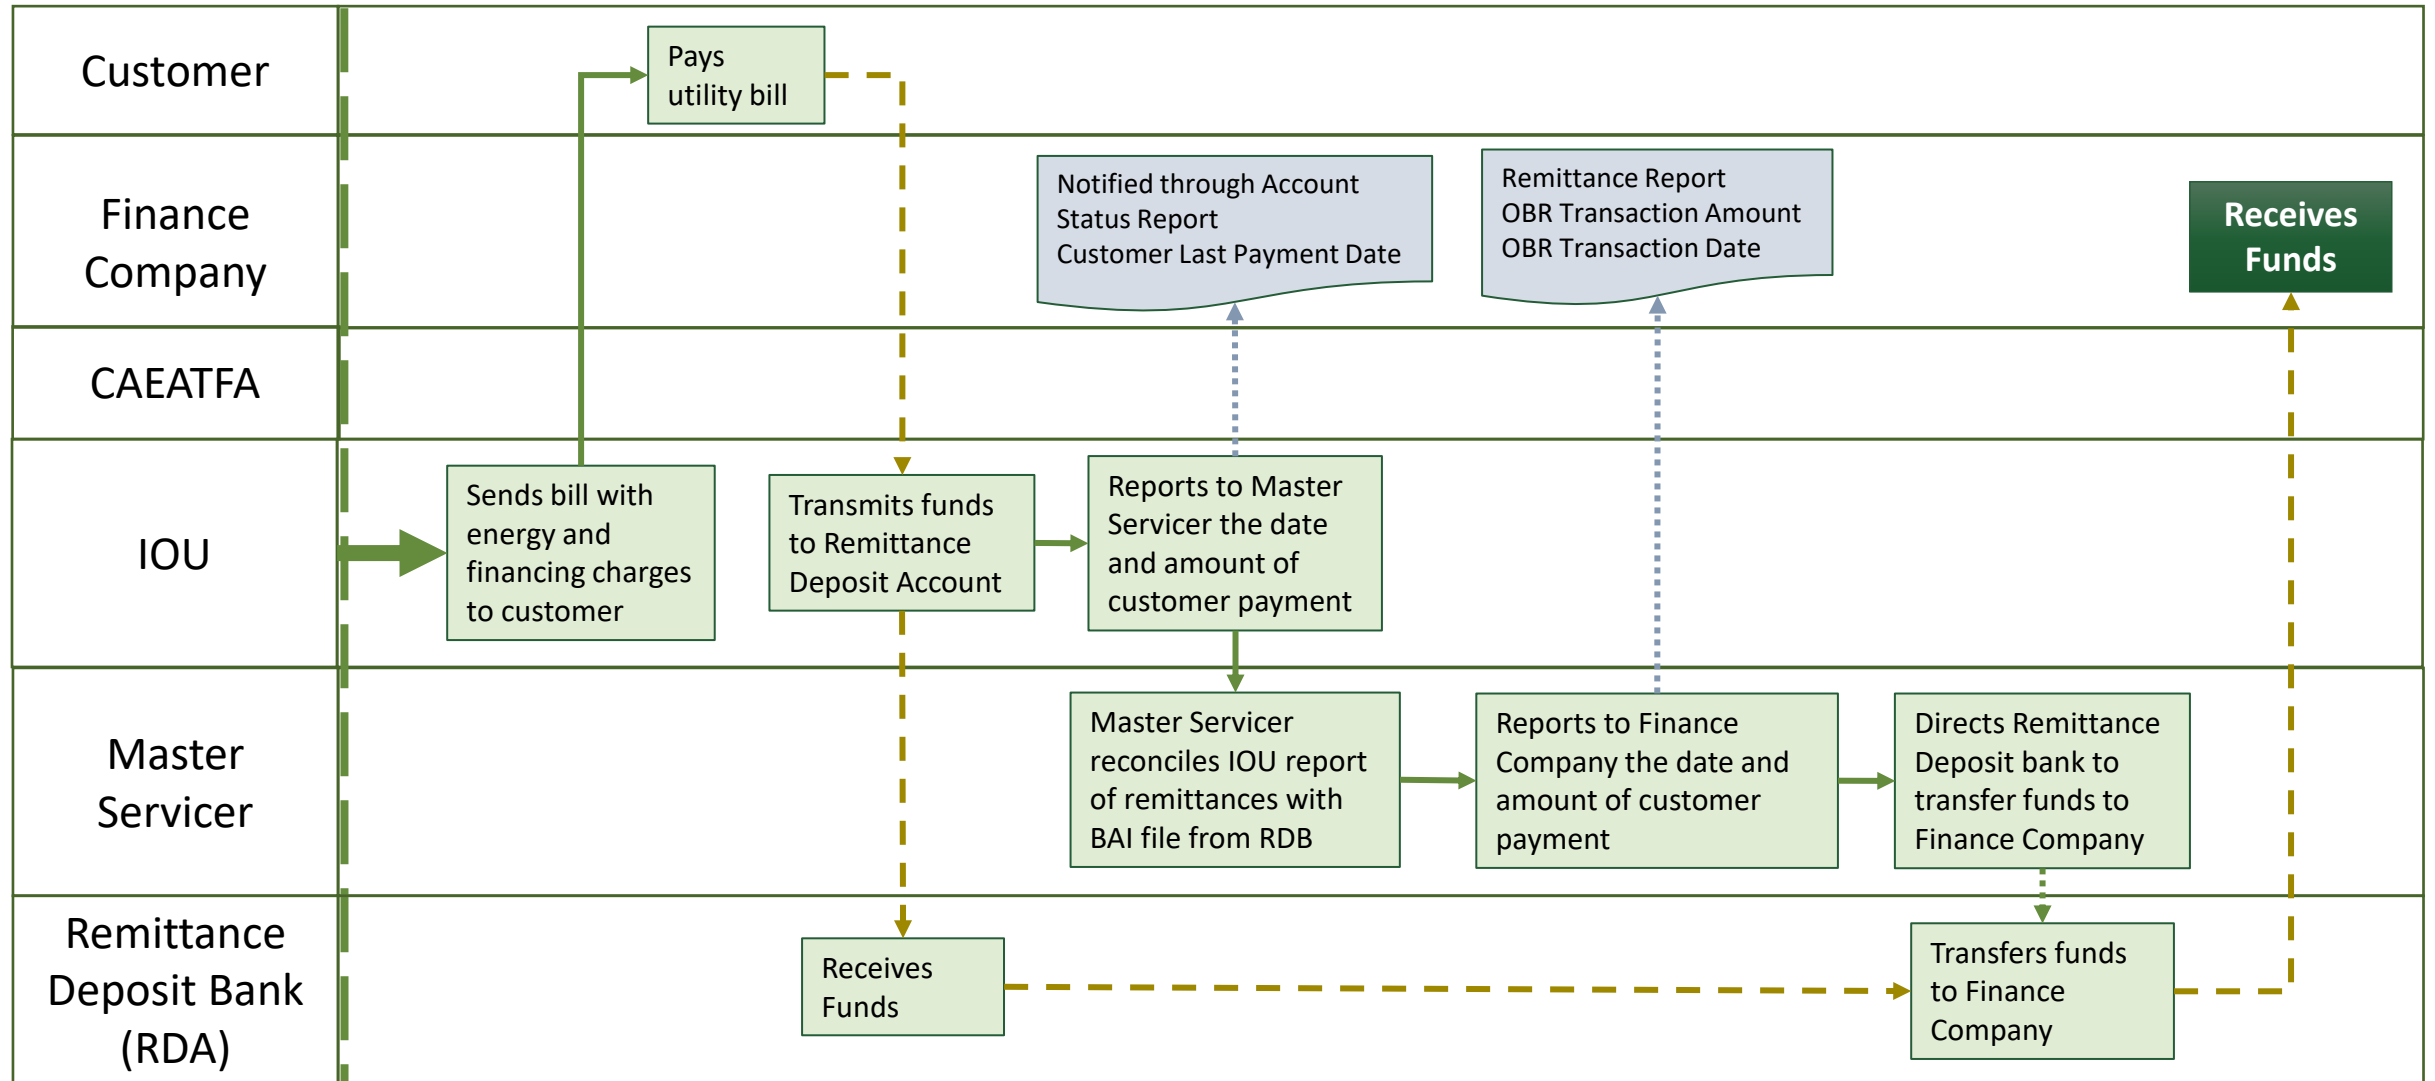 Customer
Pays
utility bill
Finance
Company
Notified through Account
Status Report
Customer Last Payment Date
Remittance Report
OBR Transaction Amount
OBR Transaction Date
Receives
Funds
CAEATFA
IOU
Sends bill with
energy and
financing charges
to customer
Transmits funds
to Remittance
Deposit Account
Reports to Master
Servicer the date
and amount of
customer payment
Master
Servicer
Master Servicer
reconciles IOU report
of remittances with
BAI file from RDB
Reports to Finance
Company the date and
amount of customer
payment
Directs Remittance
Deposit bank to
transfer funds to
Finance Company
Remittance
Deposit Bank
(RDA)
Receives
Funds
Transfers funds
to Finance
Company